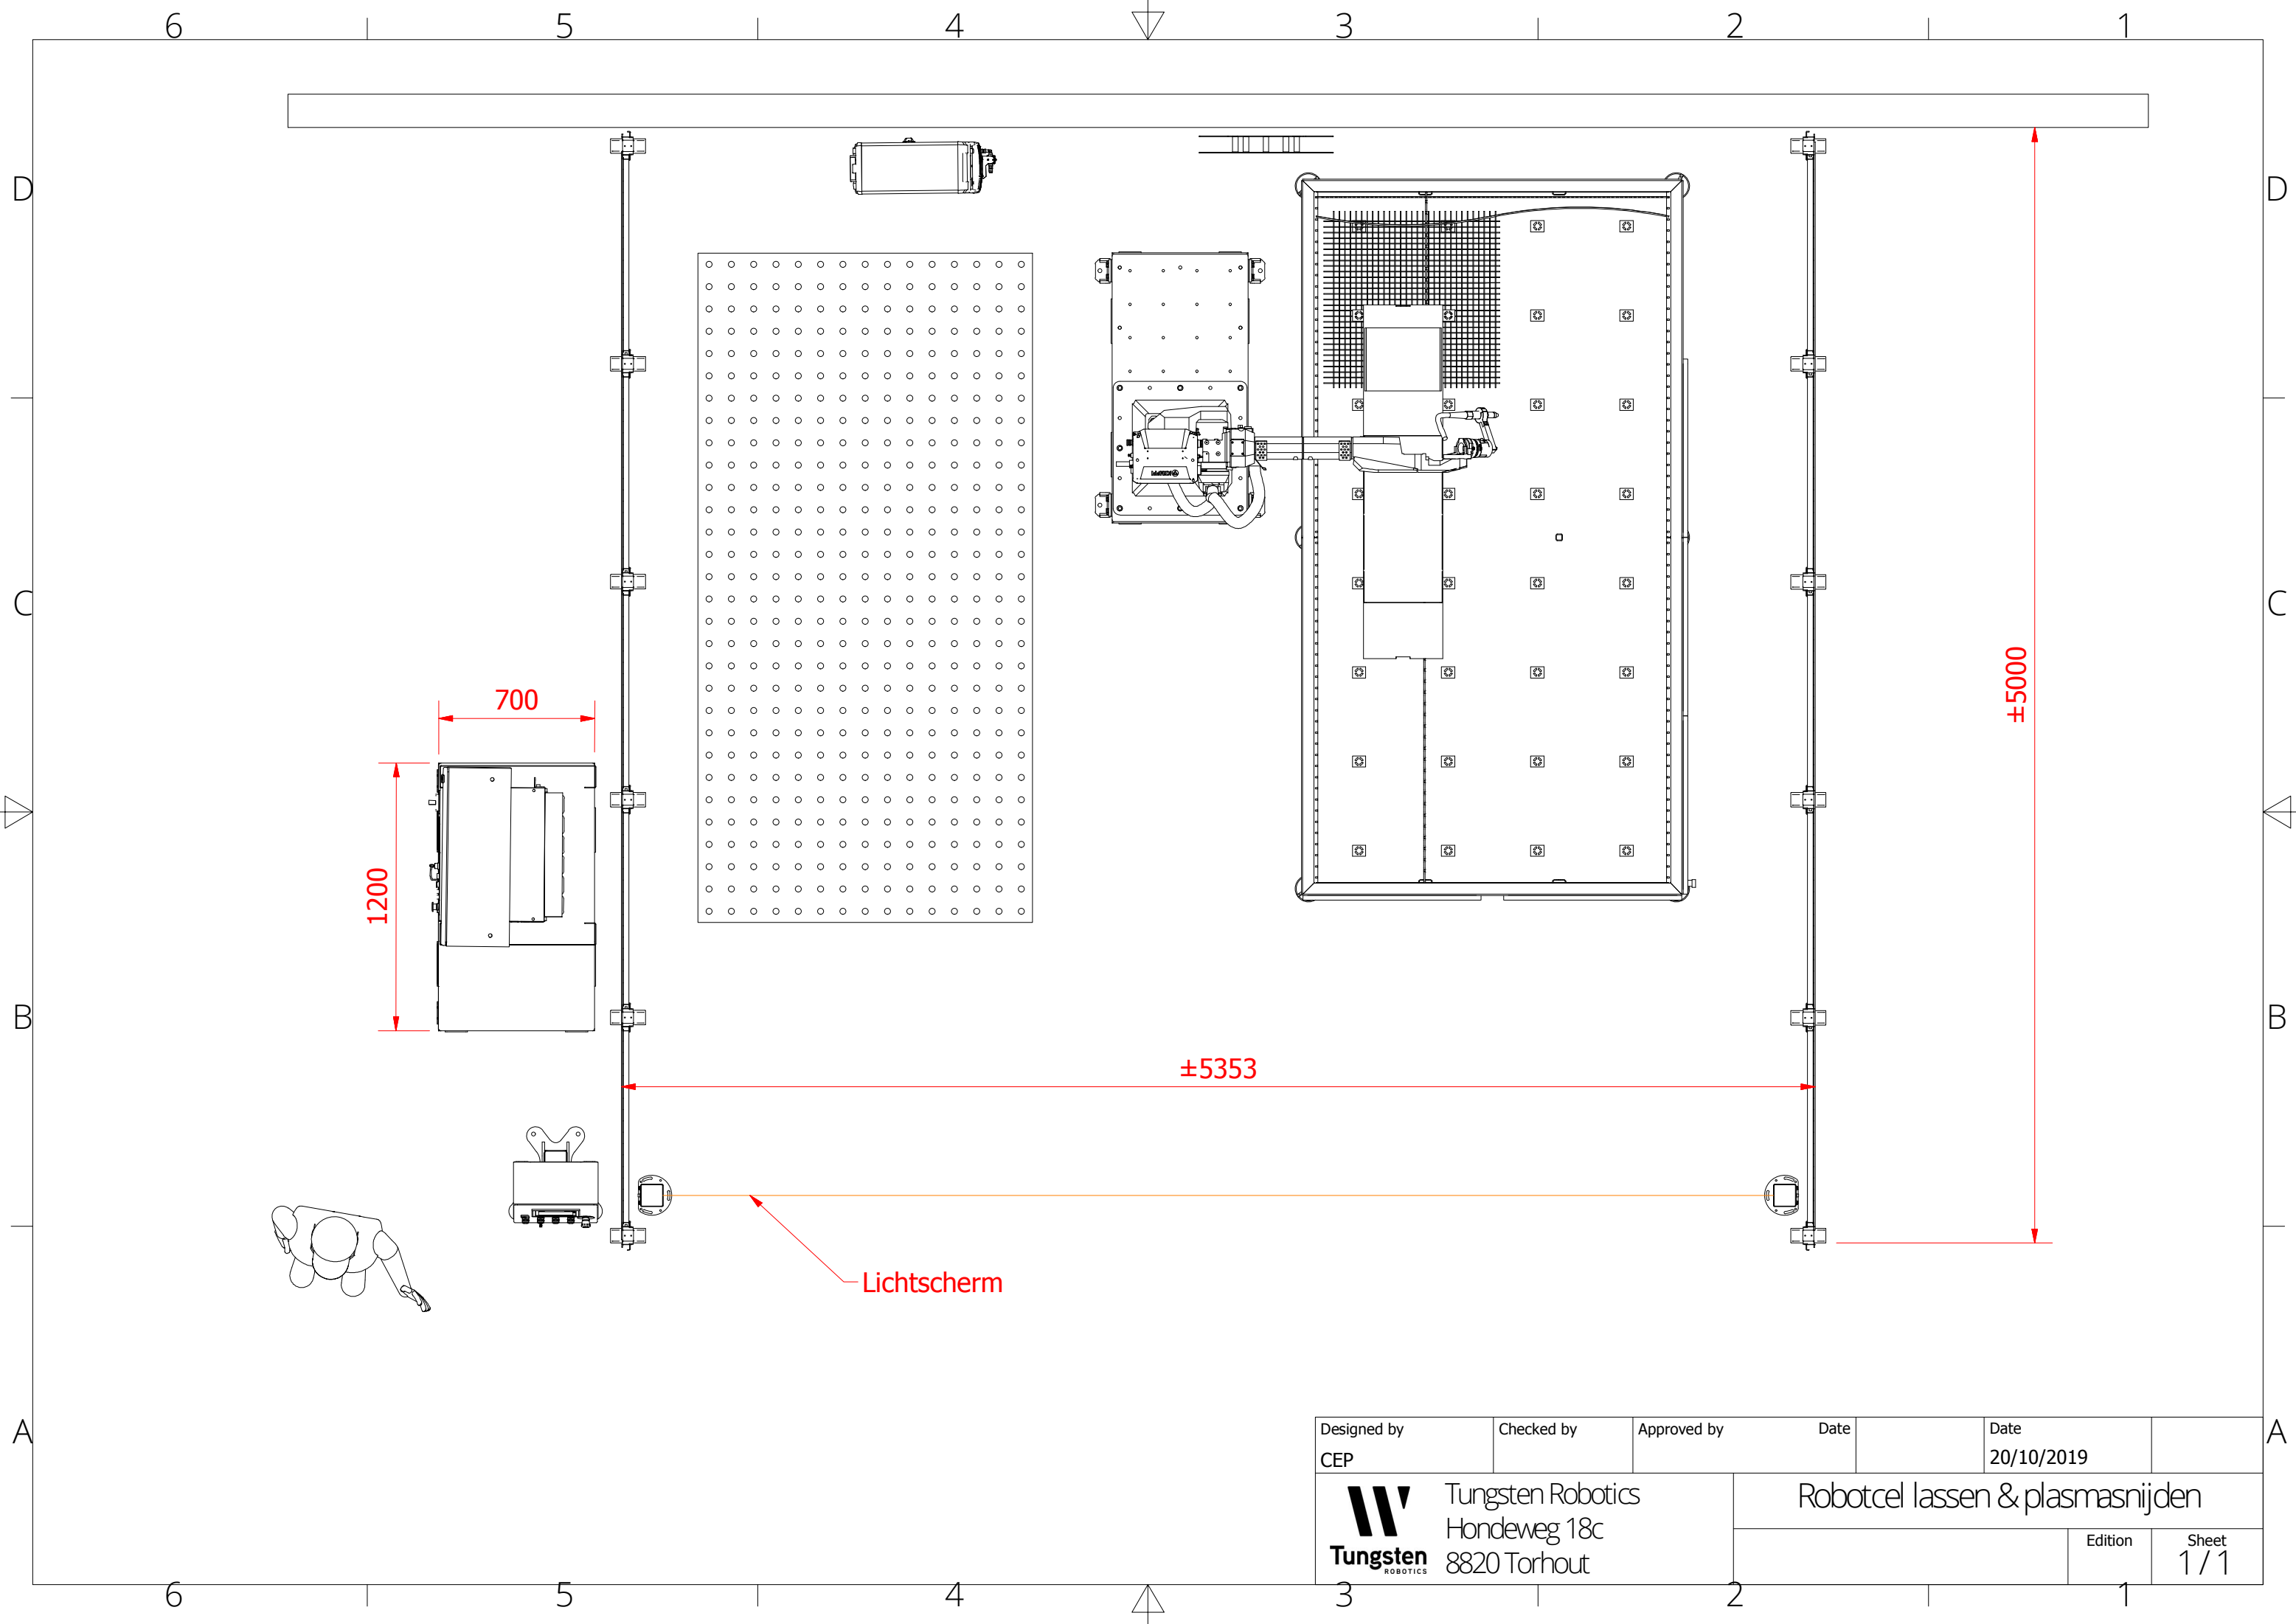 6 5 4 3 2 1
D D
C C
700
±5000
1200
B B
±5353
Lichtscherm
A A
Designed by Checked by Approved by Date Date
CEP 20/10/2019
Tungsten Robotics
Hondeweg 18c
8820 Torhout
Tungsten
ROBOTICS
Robotcel lassen & plasmasnijden
Edition Sheet
1 / 1
6 5 4 3 2 1